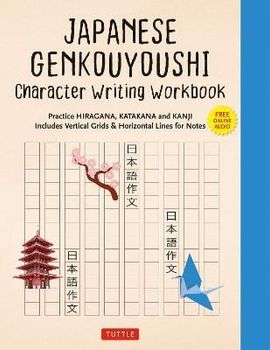 JAPANESE
GENKOUYOUSHI
Character Writing Workbook
Practice HIRAGANA, KATAKANA and KANJI
Includes Vertical Grids & Horizontal Lines for Notes
FREE
ONLINE
AUDIO
日本語作文
日本語作文
日本語作文
TUTTLE